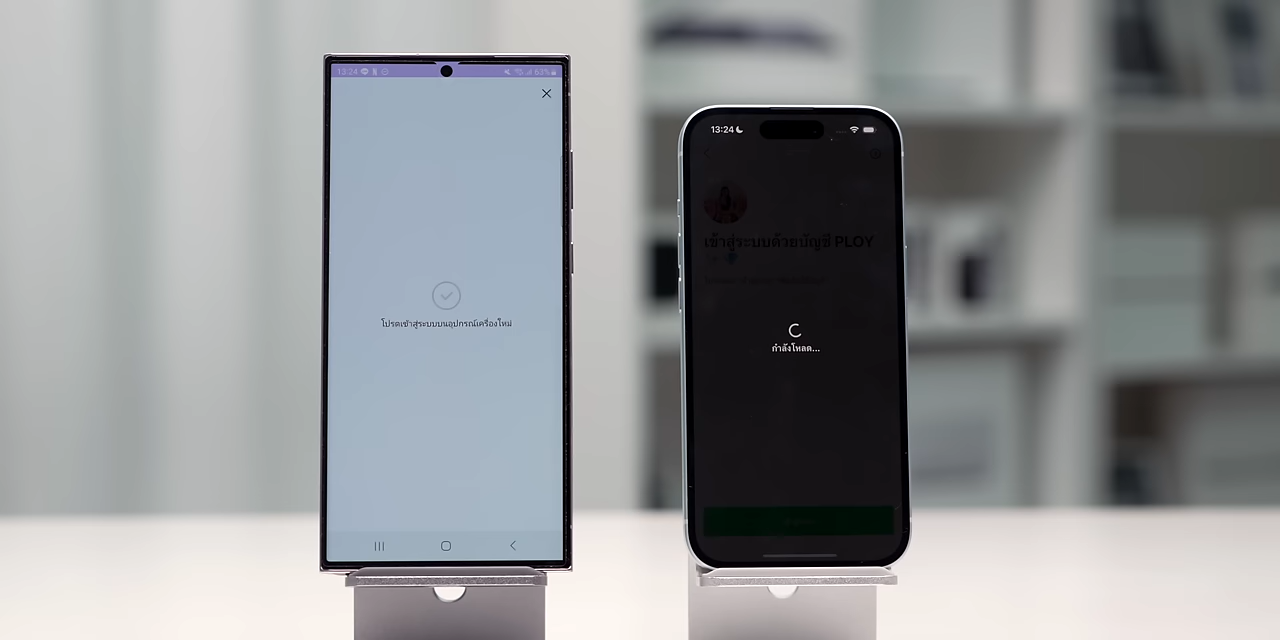 13:24
63%
โปรดเข้าสู่ระบบบนอุปกรณ์เครื่องใหม่
13:24
เข้าสู่ระบบด้วยบัญชี PLOY
กำลังโหลด...